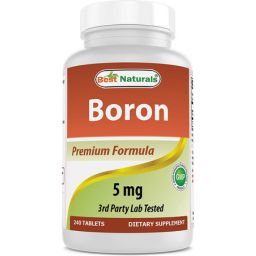 Best Naturals
Boron
Premium Formula
5 mg
3rd Party Lab Tested
240 TABLETS
DIETARY SUPPLEMENT